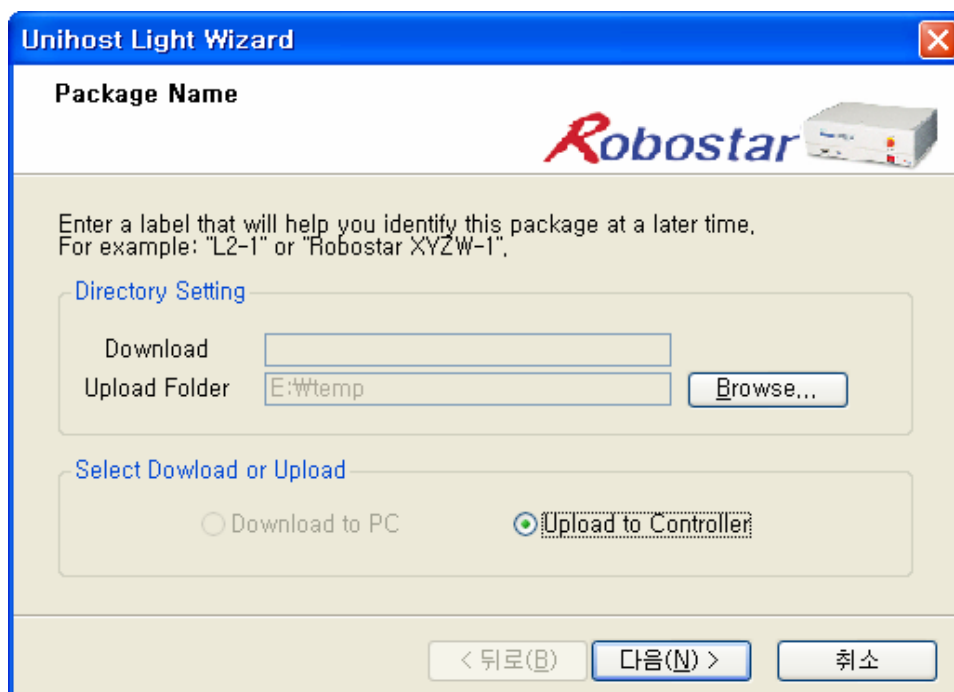 Unihost Light Wizard
Package Name
Robostar
Enter a label that will help you identify this package at a later time,
For example: "L2-1" or "Robostar XYZW-1",
Directory Setting
Download
Upload Folder E:₩temp Browse...
Select Dowload or Upload
Download to PC Upload to Controller
< 뒤로(B) 다음(N) > 취소